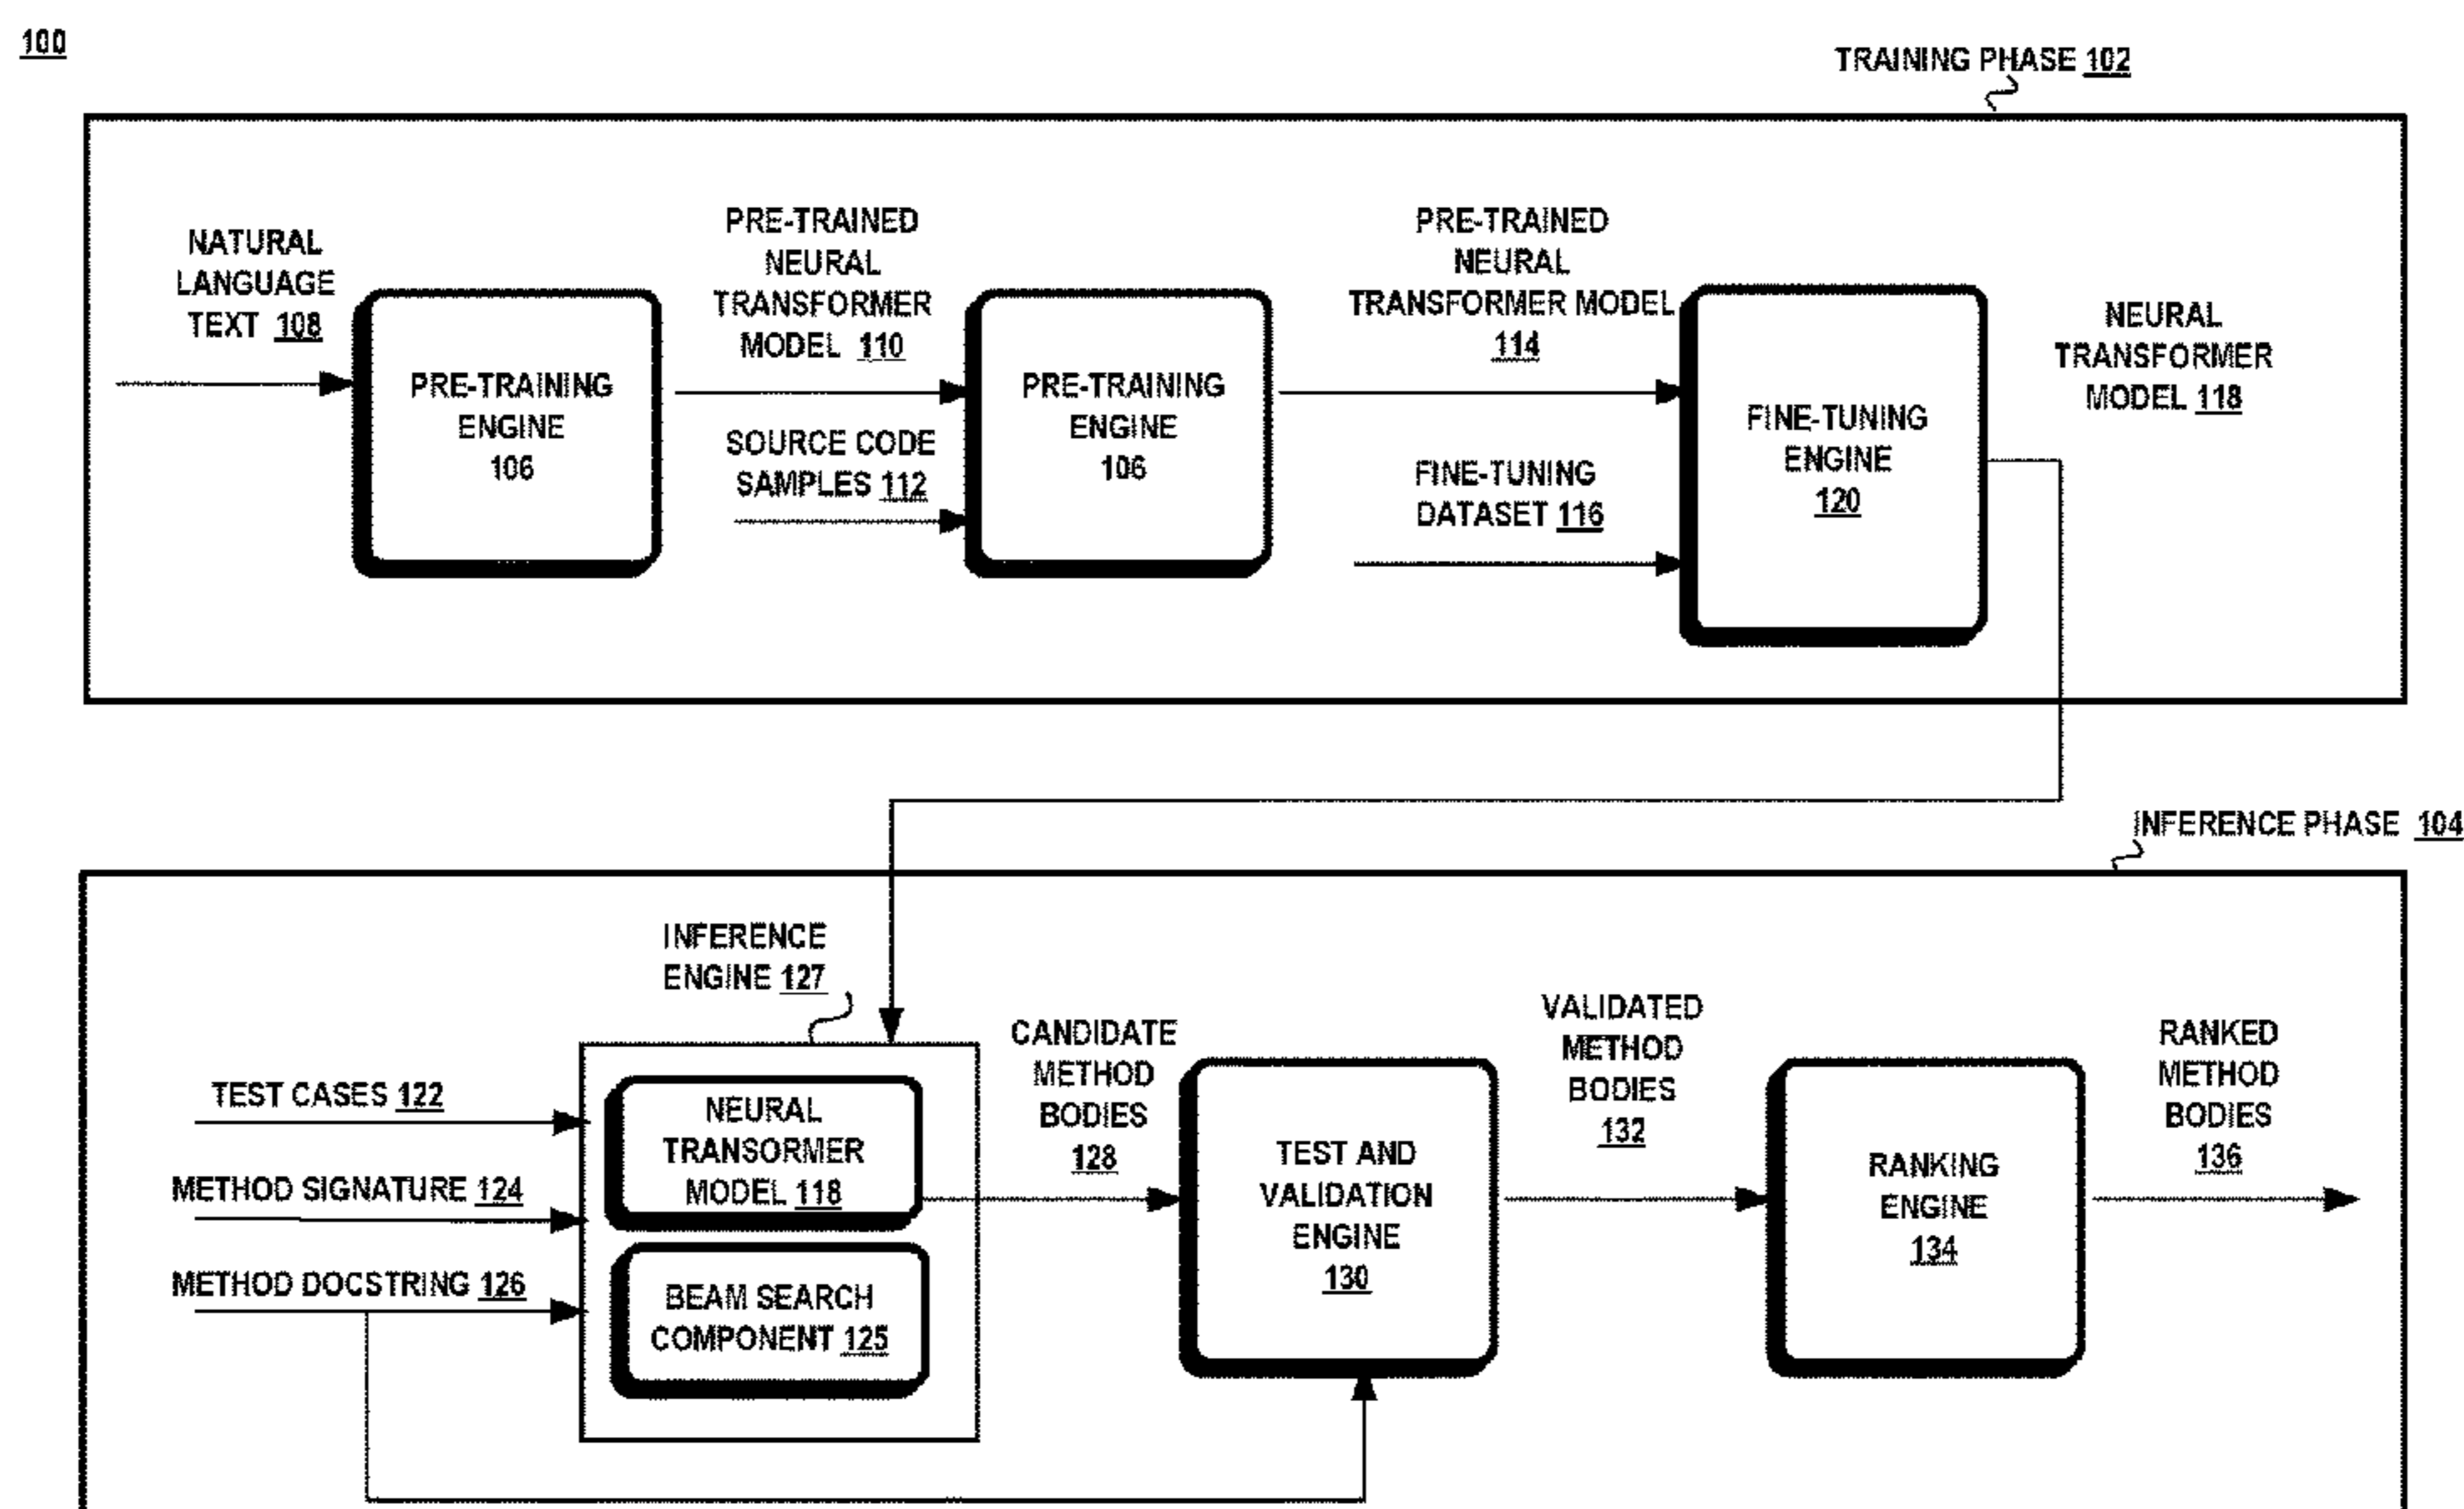 100
TRAINING PHASE 102
NATURAL
LANGUAGE
TEXT 108
PRE-TRAINING
ENGINE
106
PRE-TRAINED
NEURAL
TRANSFORMER
MODEL 110
SOURCE CODE
SAMPLES 112
PRE-TRAINING
ENGINE
106
PRE-TRAINED
NEURAL
TRANSFORMER MODEL
114
FINE-TUNING
DATASET 116
FINE-TUNING
ENGINE
120
NEURAL
TRANSFORMER
MODEL 118
INFERENCE PHASE 104
INFERENCE
ENGINE 127
TEST CASES 122
METHOD SIGNATURE 124
METHOD DOCSTRING 126
NEURAL
TRANSORMER
MODEL 118
BEAM SEARCH
COMPONENT 125
CANDIDATE
METHOD
BODIES
128
TEST AND
VALIDATION
ENGINE
130
VALIDATED
METHOD
BODIES
132
RANKING
ENGINE
134
RANKED
METHOD
BODIES
136